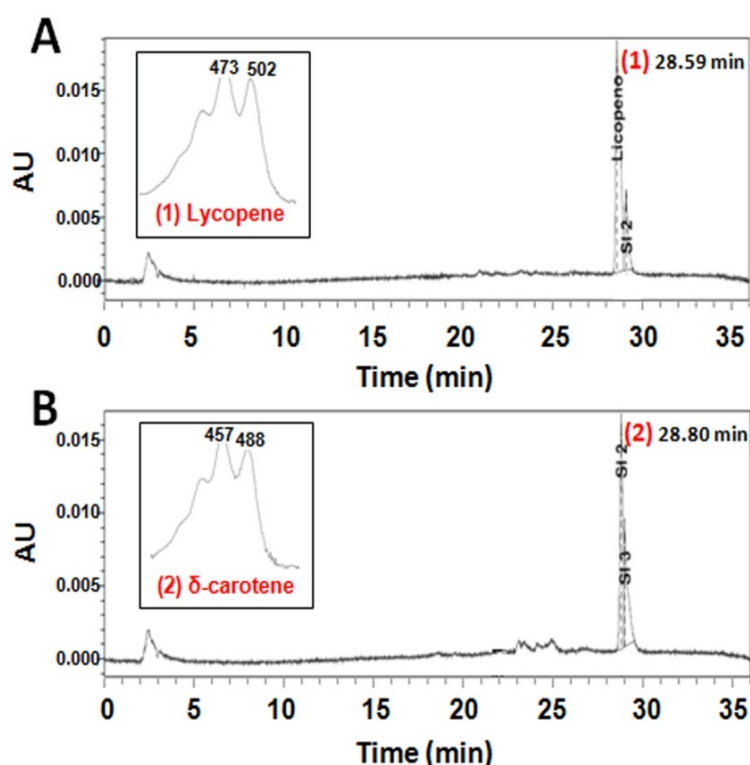 A
473 502
(1) Lycopene
(1) 28.59 min
Licopeno
SI 2
AU
0.015
0.010
0.005
0.000
0 5 10 15 20 25 30 35
Time (min)
B
457 488
(2) δ-carotene
(2) 28.80 min
SI 2
SI 3
AU
0.015
0.010
0.005
0.000
0 5 10 15 20 25 30 35
Time (min)